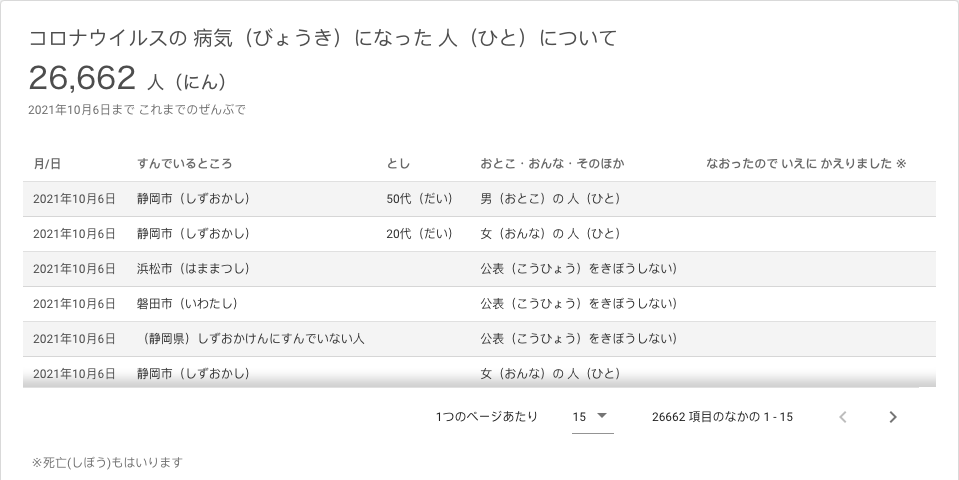 コロナウイルスの 病気（びょうき）になった 人（ひと）について
26,662 人（にん）
2021年10月6日まで これまでのぜんぶで
月/日 すんでいるところ とし おとこ・おんな・そのほか なおったので いえに かえりました ※
2021年10月6日 静岡市（しずおかし） 50代（だい） 男（おとこ）の 人（ひと）
2021年10月6日 静岡市（しずおかし） 20代（だい） 女（おんな）の 人（ひと）
2021年10月6日 浜松市（はままつし） 公表（こうひょう）をきぼうしない）
2021年10月6日 磐田市（いわたし） 公表（こうひょう）をきぼうしない）
2021年10月6日 （静岡県）しずおかけんにすんでいない人 公表（こうひょう）をきぼうしない）
2021年10月6日 静岡市（しずおかし） 女（おんな）の 人（ひと）
1つのページあたり 15 26662 項目のなかの 1 - 15
※死亡(しぼう)もはいります